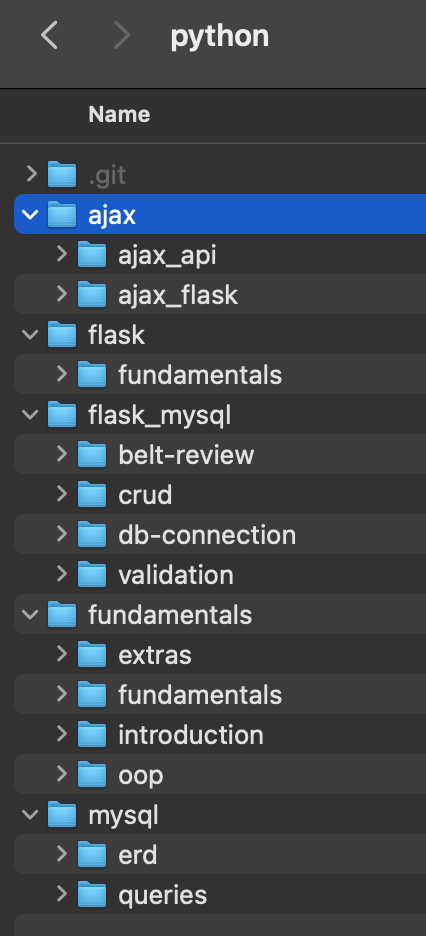 python
Name
.git
ajax
ajax_api
ajax_flask
flask
fundamentals
flask_mysql
belt-review
crud
db-connection
validation
fundamentals
extras
fundamentals
introduction
oop
mysql
erd
queries